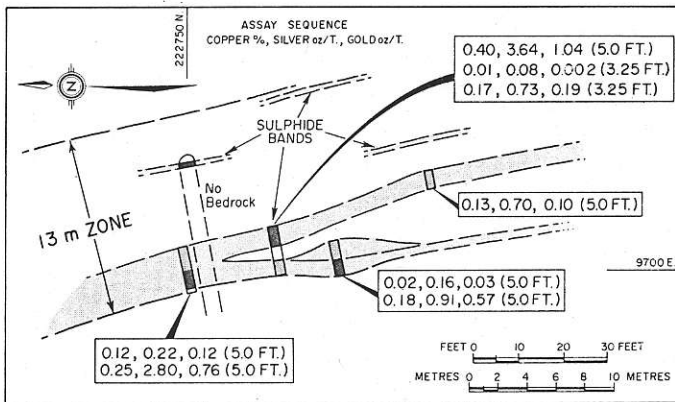 ASSAY SEQUENCE
COPPER %, SILVER oz/T., GOLD oz/T.
222750 N
N
0.40, 3.64, 1.04 (5.0 FT.)
0.01, 0.08, 0.002 (3.25 FT.)
0.17, 0.73, 0.19 (3.25 FT.)
SULPHIDE
BANDS
No
Bedrock
13 m ZONE
0.13, 0.70, 0.10 (5.0 FT.)
9700 E.
0.02, 0.16, 0.03 (5.0 FT.)
0.18, 0.91, 0.57 (5.0 FT.)
0.12, 0.22, 0.12 (5.0 FT.)
0.25, 2.80, 0.76 (5.0 FT.)
FEET 0 10 20 30 FEET
METRES 0 2 4 6 8 10 METRES